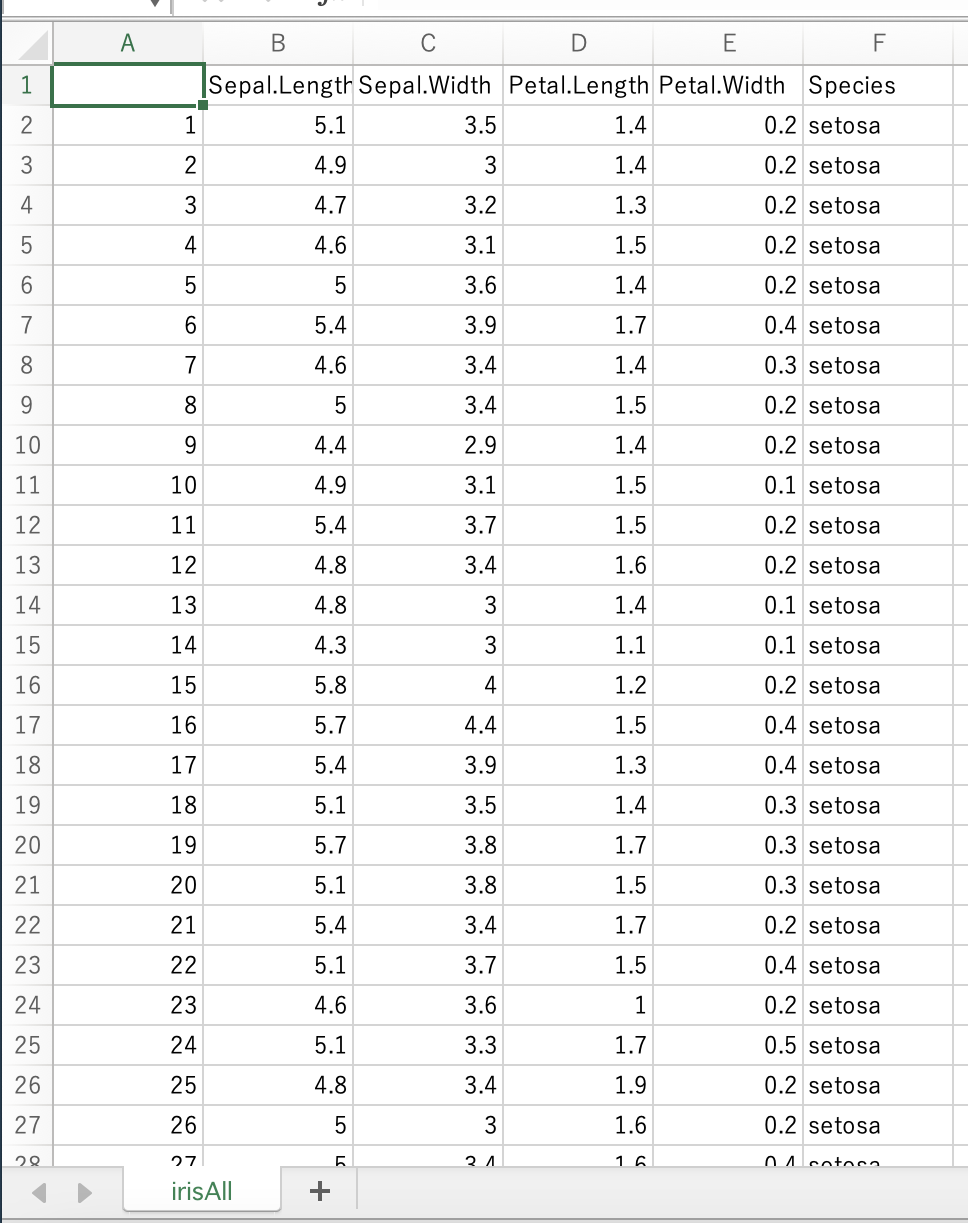 A B C D E F
1 Sepal.Length Sepal.Width Petal.Length Petal.Width Species
2 1 5.1 3.5 1.4 0.2 setosa
3 2 4.9 3 1.4 0.2 setosa
4 3 4.7 3.2 1.3 0.2 setosa
5 4 4.6 3.1 1.5 0.2 setosa
6 5 5 3.6 1.4 0.2 setosa
7 6 5.4 3.9 1.7 0.4 setosa
8 7 4.6 3.4 1.4 0.3 setosa
9 8 5 3.4 1.5 0.2 setosa
10 9 4.4 2.9 1.4 0.2 setosa
11 10 4.9 3.1 1.5 0.1 setosa
12 11 5.4 3.7 1.5 0.2 setosa
13 12 4.8 3.4 1.6 0.2 setosa
14 13 4.8 3 1.4 0.1 setosa
15 14 4.3 3 1.1 0.1 setosa
16 15 5.8 4 1.2 0.2 setosa
17 16 5.7 4.4 1.5 0.4 setosa
18 17 5.4 3.9 1.3 0.4 setosa
19 18 5.1 3.5 1.4 0.3 setosa
20 19 5.7 3.8 1.7 0.3 setosa
21 20 5.1 3.8 1.5 0.3 setosa
22 21 5.4 3.4 1.7 0.2 setosa
23 22 5.1 3.7 1.5 0.4 setosa
24 23 4.6 3.6 1 0.2 setosa
25 24 5.1 3.3 1.7 0.5 setosa
26 25 4.8 3.4 1.9 0.2 setosa
27 26 5 3 1.6 0.2 setosa
28 27 5 3.4 1.6 0.4 setosa
irisAll +